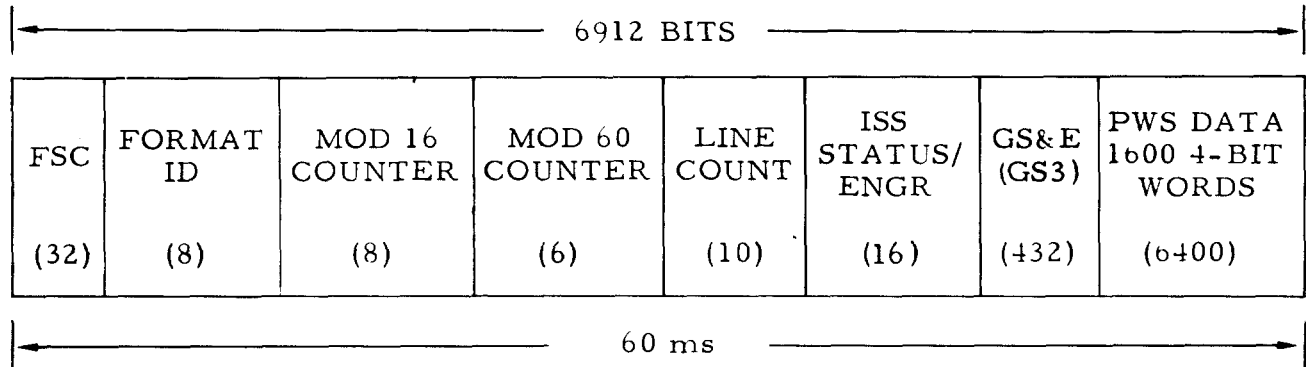 6912 BITS
FSC
(32)
FORMAT
ID
(8)
MOD 16
COUNTER
(8)
MOD 60
COUNTER
(6)
LINE
COUNT
(10)
ISS
STATUS/
ENGR
(16)
GS&E
(GS3)
(432)
PWS DATA
1600 4-BIT
WORDS
(6400)
60 ms